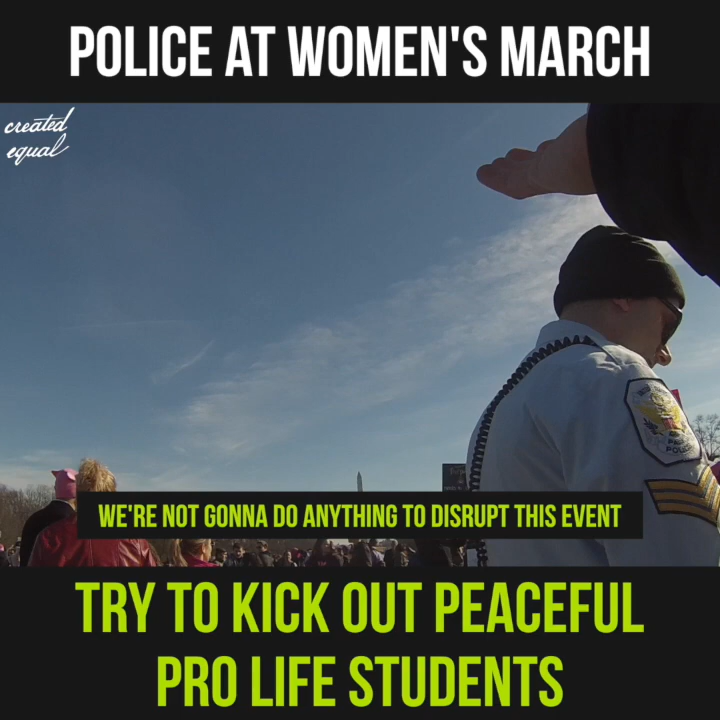 POLICE AT WOMEN'S MARCH
created
equal
WE'RE NOT GONNA DO ANYTHING TO DISRUPT THIS EVENT
TRY TO KICK OUT PEACEFUL
PRO LIFE STUDENTS